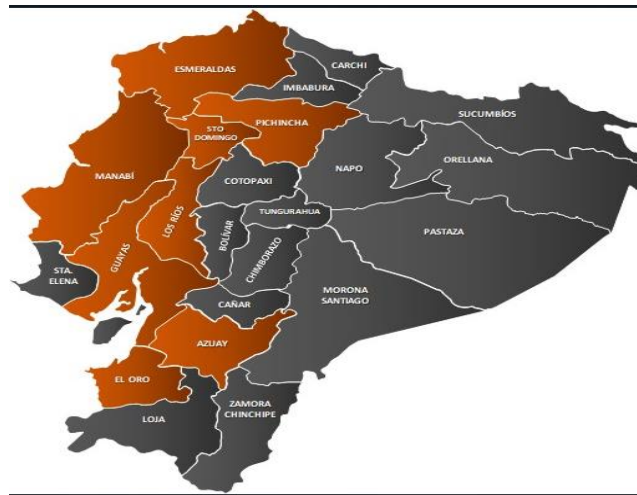 CARCHI
ESMERALDAS
IMBABURA
SUCUMBÍOS
PICHINCHA
STO
DOMINGO
ORELLANA
NAPO
MANABÍ
COTOPAXI
TUNGURAHUA
LOS RÍOS
BOLÍVAR
PASTAZA
CHIMBORAZO
GUAYAS
STA.
ELENA
MORONA
SANTIAGO
CAÑAR
AZUAY
EL ORO
ZAMORA
CHINCHIPE
LOJA